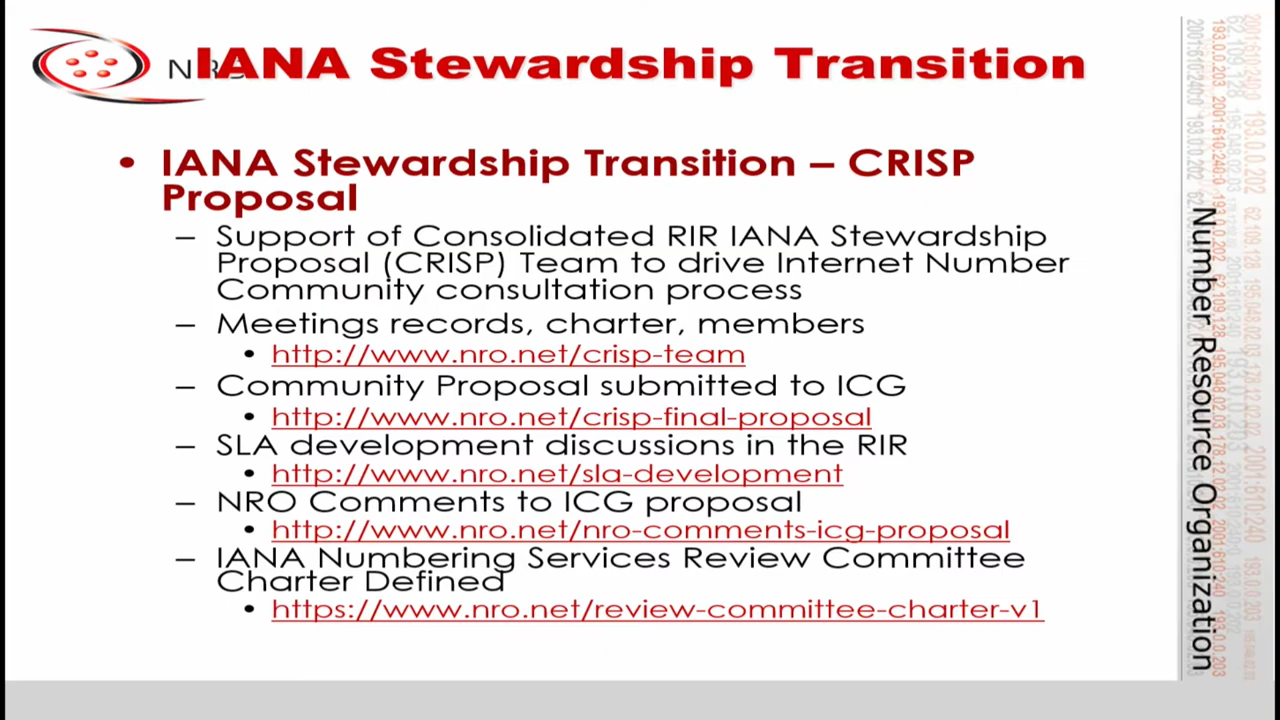 IANA Stewardship Transition
• IANA Stewardship Transition – CRISP
Proposal
– Support of Consolidated RIR IANA Stewardship
Proposal (CRISP) Team to drive Internet Number
Community consultation process
– Meetings records, charter, members
• http://www.nro.net/crisp-team
– Community Proposal submitted to ICG
• http://www.nro.net/crisp-final-proposal
– SLA development discussions in the RIR
• http://www.nro.net/sla-development
– NRO Comments to ICG proposal
• http://www.nro.net/nro-comments-icg-proposal
– IANA Numbering Services Review Committee
Charter Defined
• https://www.nro.net/review-committee-charter-v1
Number Resource Organization